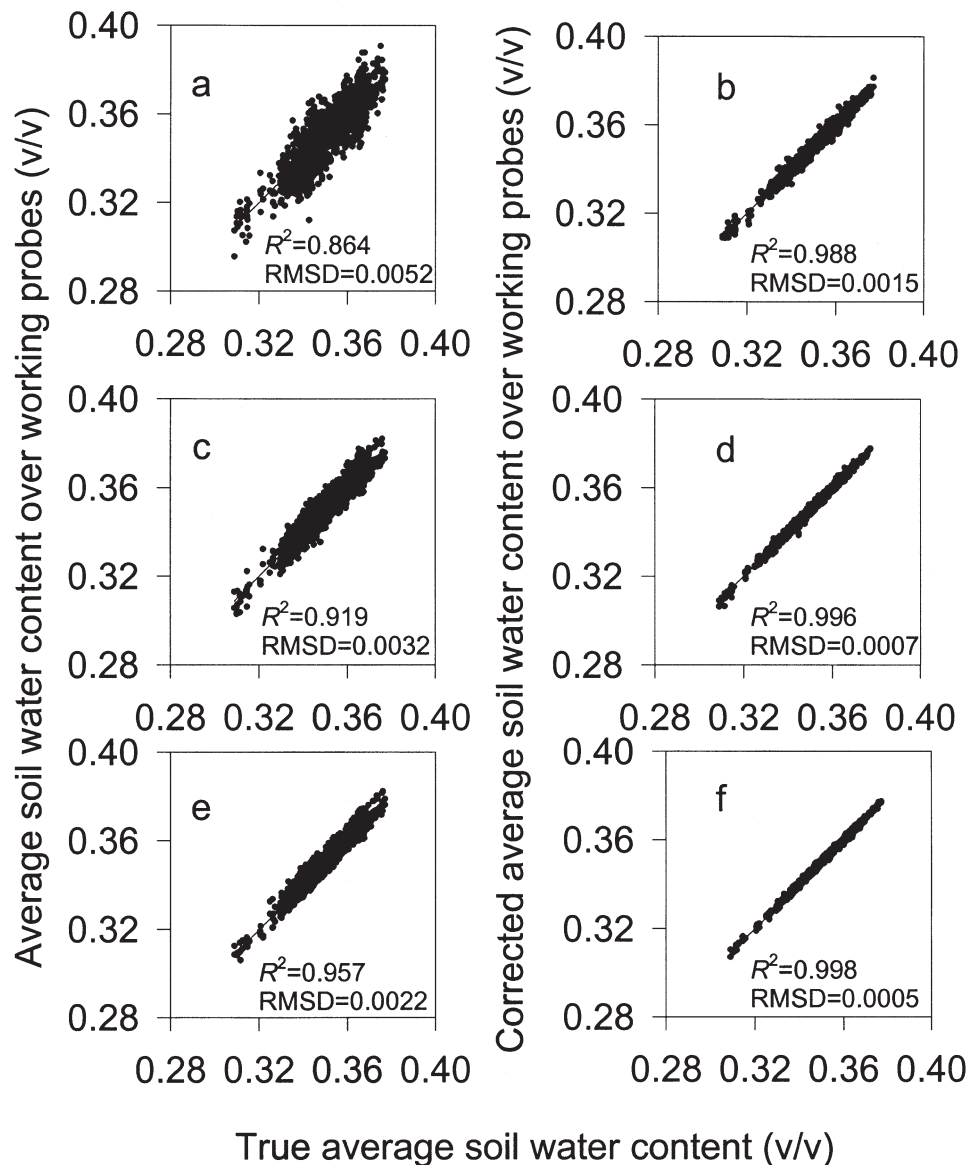 Average soil water content over working probes (v/v)
0.40
0.36
0.32
0.28
a
R²=0.864
RMSD=0.0052
0.28 0.32 0.36 0.40
Corrected average soil water content over working probes (v/v)
0.40
0.36
0.32
0.28
b
R²=0.988
RMSD=0.0015
0.28 0.32 0.36 0.40
0.40
0.36
0.32
0.28
c
R²=0.919
RMSD=0.0032
0.28 0.32 0.36 0.40
0.40
0.36
0.32
0.28
d
R²=0.996
RMSD=0.0007
0.28 0.32 0.36 0.40
0.40
0.36
0.32
0.28
e
R²=0.957
RMSD=0.0022
0.28 0.32 0.36 0.40
0.40
0.36
0.32
0.28
f
R²=0.998
RMSD=0.0005
0.28 0.32 0.36 0.40
True average soil water content (v/v)